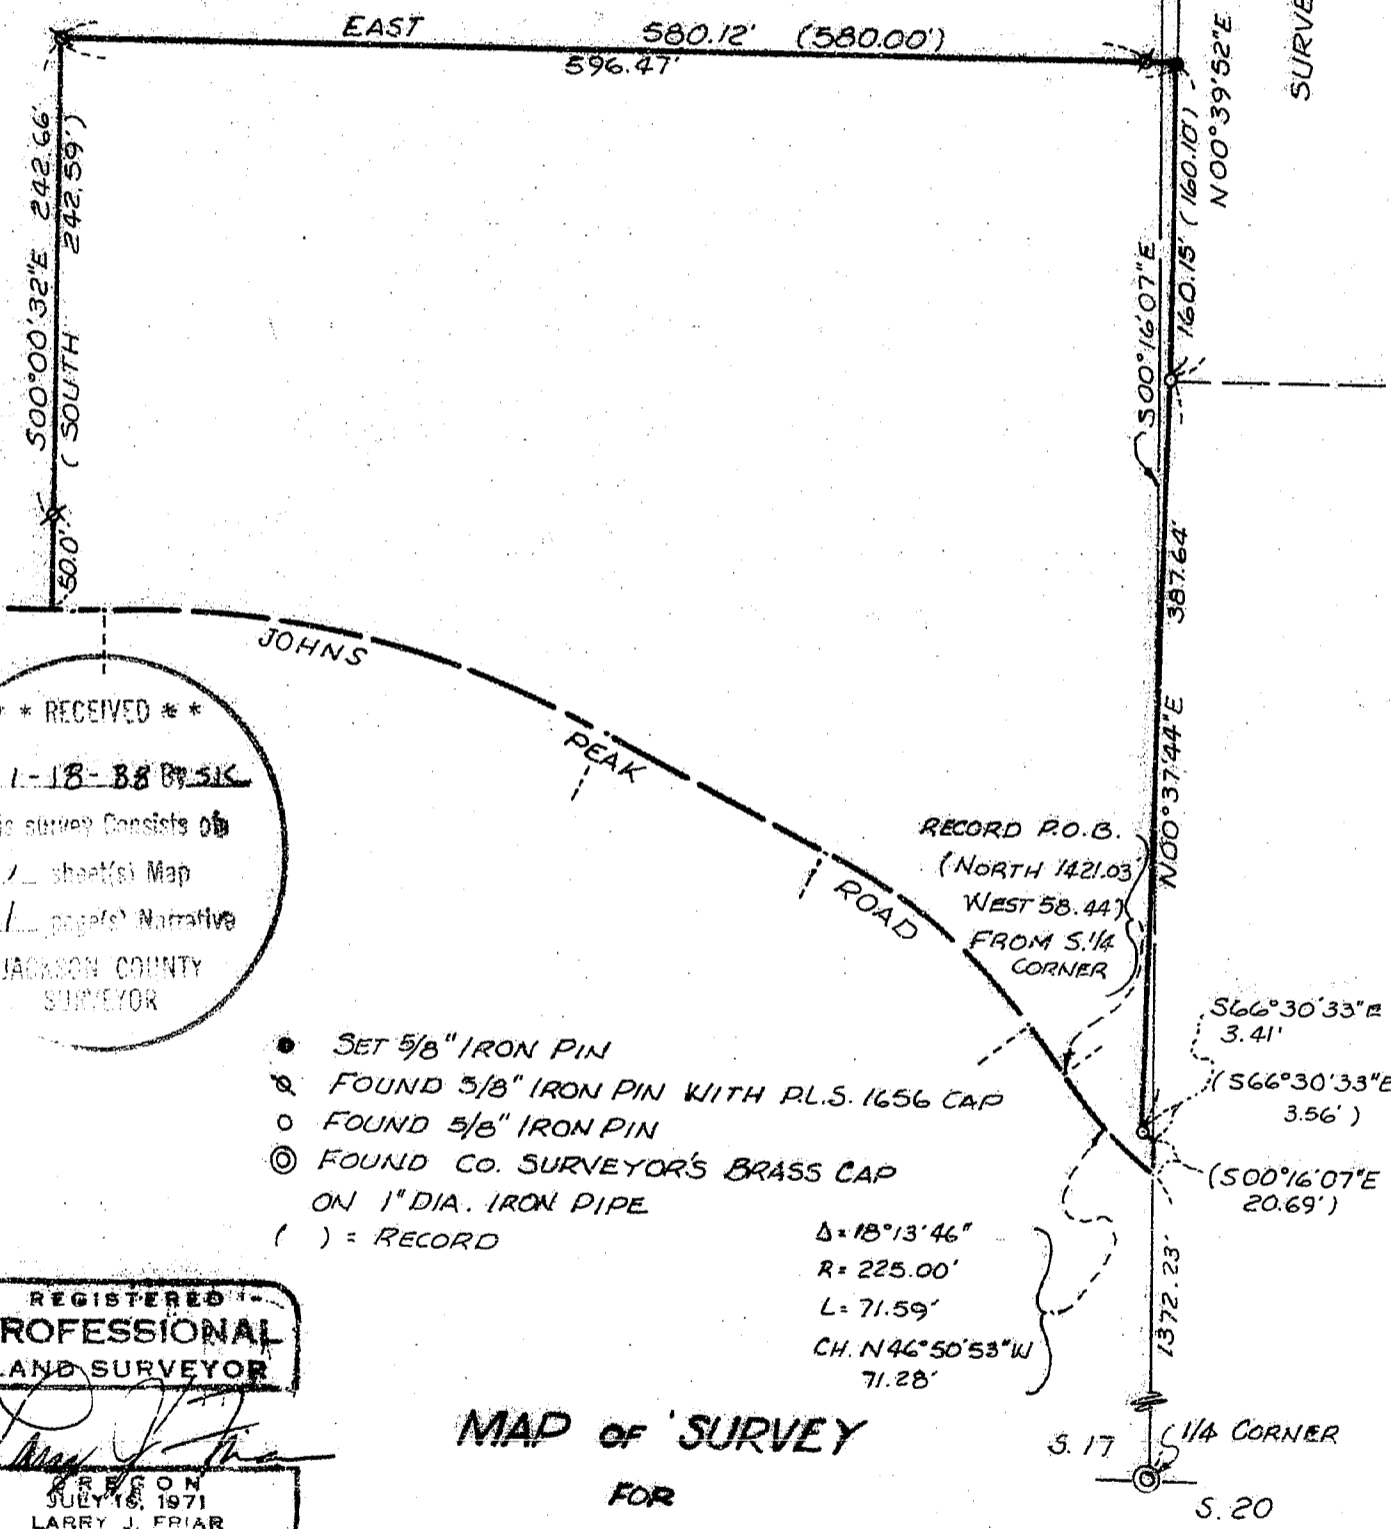 EAST 580.12' (580.00')
596.47'
S00°00'32"E 242.66'
(SOUTH 242.59')
50.0'
N00°39'52"E
SURVE
160.15' (160.10')
S00°16'07"E
387.64'
N00°37'44"E
JOHNS
PEAK
ROAD
* RECEIVED * *
1-18-88 By
survey Consists of
sheet(s) Map
1 page(s) Narrative
JACKSON COUNTY
SURVEYOR
RECORD P.O.B.
(NORTH 1421.03'
WEST 58.44')
FROM S.1/4
CORNER
S66°30'33"E
3.41'
(S66°30'33"E
3.56')
(S00°16'07"E
20.69')
1372.23'
SET 5/8" IRON PIN
FOUND 5/8" IRON PIN WITH P.L.S. 1656 CAP
FOUND 5/8" IRON PIN
FOUND CO. SURVEYOR'S BRASS CAP
ON 1" DIA. IRON PIPE
( ) = RECORD
Δ=18°13'46"
R=225.00'
L=71.59'
CH. N46°50'53"W
71.28'
REGISTERED
ROFESSIONAL
LAND SURVEYOR
OREGON
JULY 16, 1971
LARRY J. FRIAR
MAP OF SURVEY
FOR
S.17
1/4 CORNER
S.20